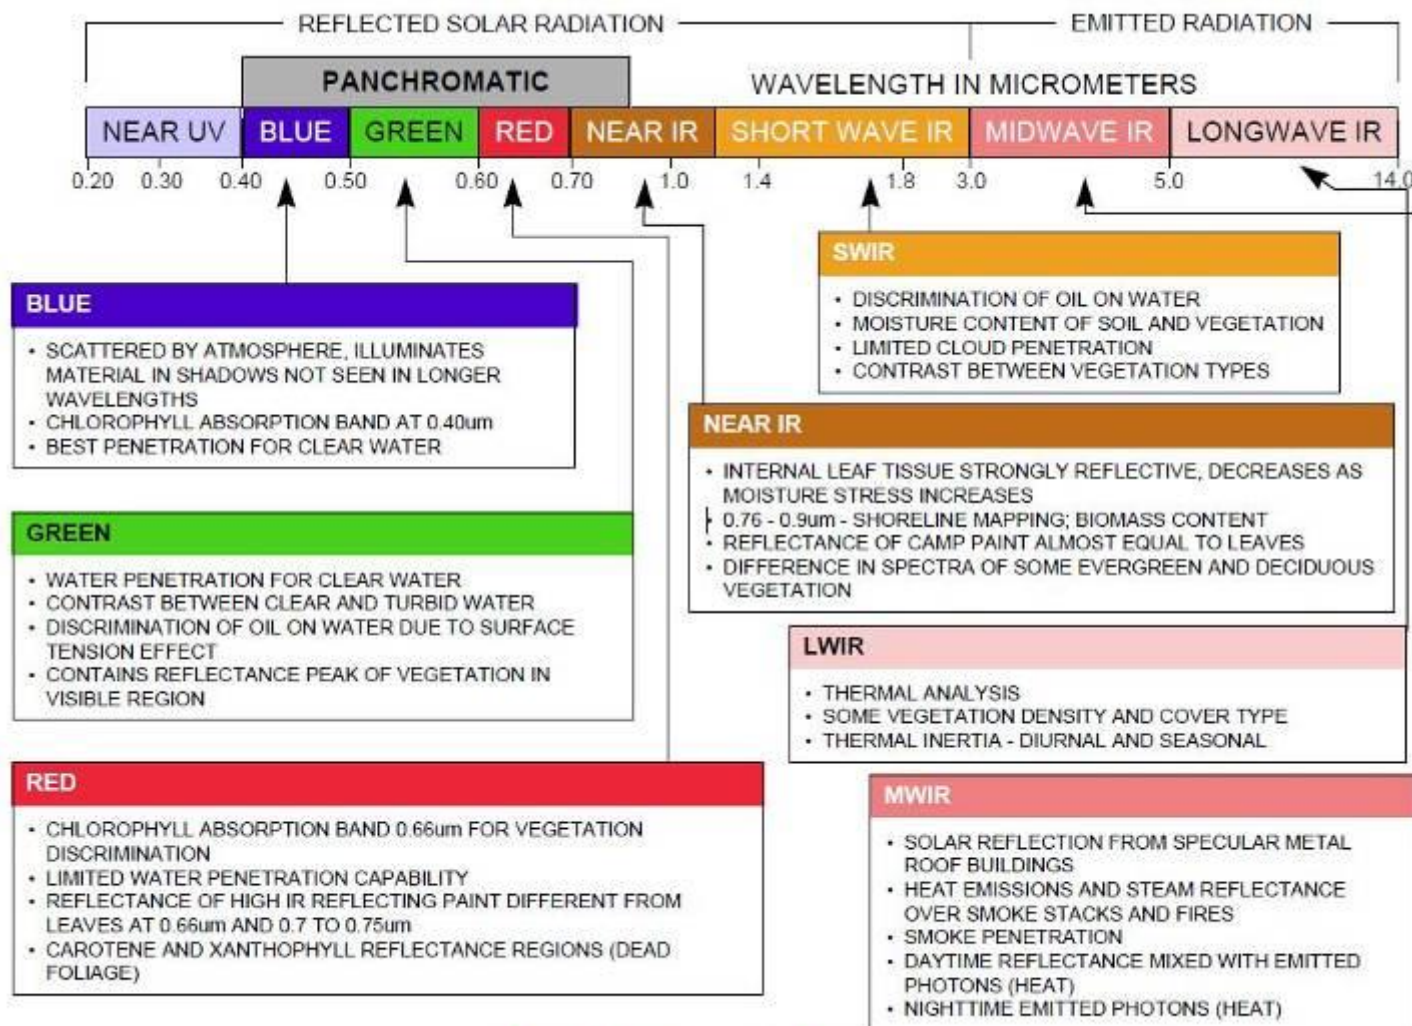 REFLECTED SOLAR RADIATION
EMITTED RADIATION
PANCHROMATIC
WAVELENGTH IN MICROMETERS
NEAR UV BLUE GREEN RED NEAR IR SHORT WAVE IR MIDWAVE IR LONGWAVE IR
0.20 0.30 0.40 0.50 0.60 0.70 1.0 1.4 1.8 3.0 5.0 14.0
BLUE
• SCATTERED BY ATMOSPHERE, ILLUMINATES
MATERIAL IN SHADOWS NOT SEEN IN LONGER
WAVELENGTHS
• CHLOROPHYLL ABSORPTION BAND AT 0.40um
• BEST PENETRATION FOR CLEAR WATER
GREEN
• WATER PENETRATION FOR CLEAR WATER
• CONTRAST BETWEEN CLEAR AND TURBID WATER
• DISCRIMINATION OF OIL ON WATER DUE TO SURFACE
TENSION EFFECT
• CONTAINS REFLECTANCE PEAK OF VEGETATION IN
VISIBLE REGION
RED
• CHLOROPHYLL ABSORPTION BAND 0.66um FOR VEGETATION
DISCRIMINATION
• LIMITED WATER PENETRATION CAPABILITY
• REFLECTANCE OF HIGH IR REFLECTING PAINT DIFFERENT FROM
LEAVES AT 0.66um AND 0.7 TO 0.75um
• CAROTENE AND XANTHOPHYLL REFLECTANCE REGIONS (DEAD
FOLIAGE)
SWIR
• DISCRIMINATION OF OIL ON WATER
• MOISTURE CONTENT OF SOIL AND VEGETATION
• LIMITED CLOUD PENETRATION
• CONTRAST BETWEEN VEGETATION TYPES
NEAR IR
• INTERNAL LEAF TISSUE STRONGLY REFLECTIVE, DECREASES AS
MOISTURE STRESS INCREASES
• 0.76 - 0.9um - SHORELINE MAPPING; BIOMASS CONTENT
• REFLECTANCE OF CAMP PAINT ALMOST EQUAL TO LEAVES
• DIFFERENCE IN SPECTRA OF SOME EVERGREEN AND DECIDUOUS
VEGETATION
LWIR
• THERMAL ANALYSIS
• SOME VEGETATION DENSITY AND COVER TYPE
• THERMAL INERTIA - DIURNAL AND SEASONAL
MWIR
• SOLAR REFLECTION FROM SPECULAR METAL
ROOF BUILDINGS
• HEAT EMISSIONS AND STEAM REFLECTANCE
OVER SMOKE STACKS AND FIRES
• SMOKE PENETRATION
• DAYTIME REFLECTANCE MIXED WITH EMITTED
PHOTONS (HEAT)
• NIGHTTIME EMITTED PHOTONS (HEAT)